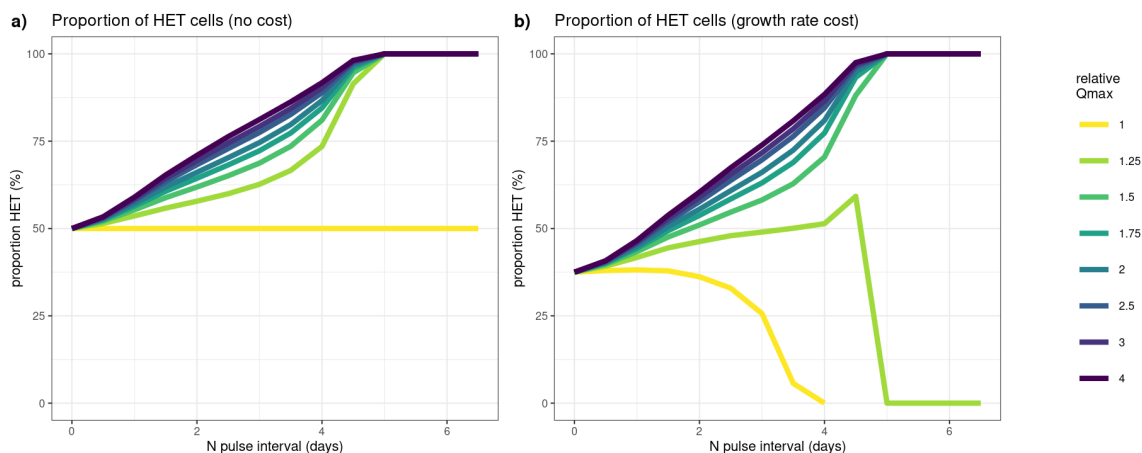 a)
Proportion of HET cells (no cost)
proportion HET (%)
100
75
50
25
0
0
2
4
6
N pulse interval (days)
b)
Proportion of HET cells (growth rate cost)
proportion HET (%)
100
75
50
25
0
0
2
4
6
N pulse interval (days)
relative
Qmax
1
1.25
1.5
1.75
2
2.5
3
4